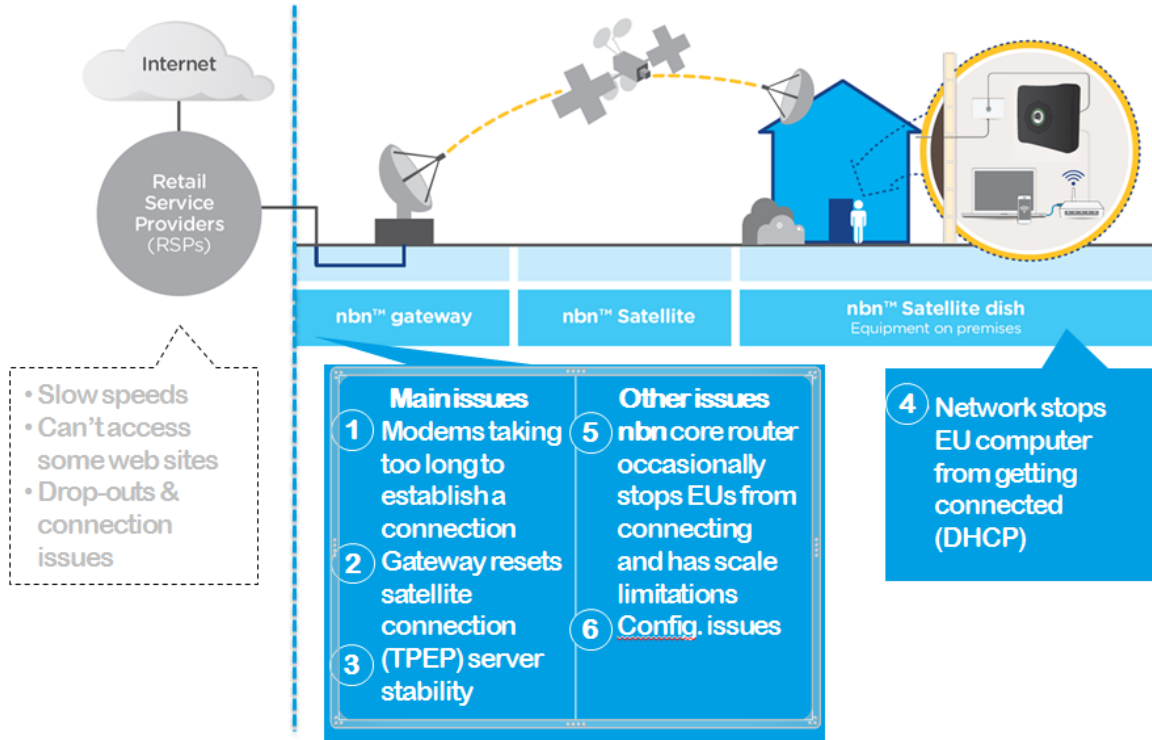 Internet
Retail
Service
Providers
(RSPs)
nbn™ gateway
nbn™ Satellite
nbn™ Satellite dish
Equipment on premises
• Slow speeds
• Can't access
some web sites
• Drop-outs &
connection
issues
Main issues
1 Modems taking
too long to
establish a
connection
2 Gateway resets
satellite
connection
3 (TPEP) server
stability
Other issues
5 nbn core router
occasionally
stops EUs from
connecting
and has scale
limitations
6 Config. issues
4 Network stops
EU computer
from getting
connected
(DHCP)